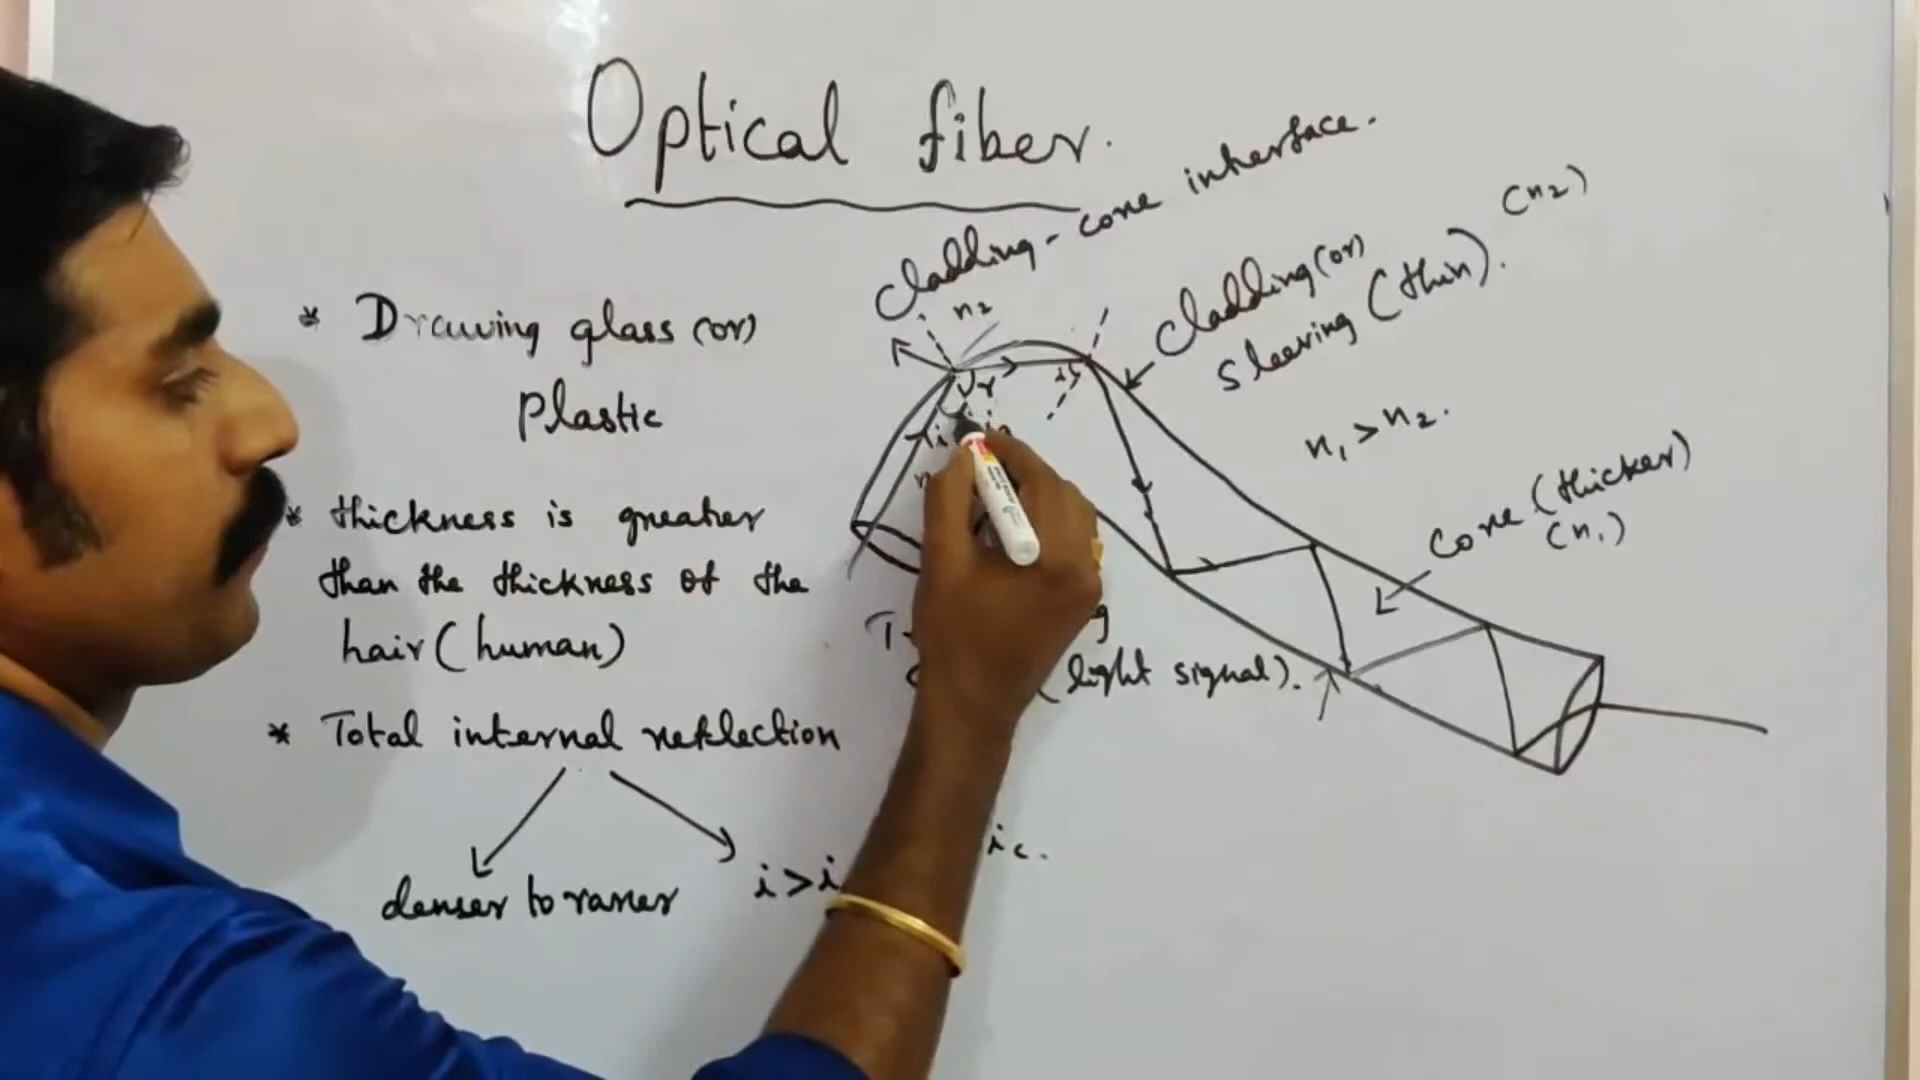 Optical fiber.
cladding - core interface.
(n2)
cladding (or)
sleeving (thin).
n2
* Drawing glass (or)
Plastic
r
i
n1 > n2.
core (thicker)
(n1)
* thickness is greater
than the thickness of the
hair (human)
(light signal).
* Total internal reflection
denser to rarer
i > i
ic.